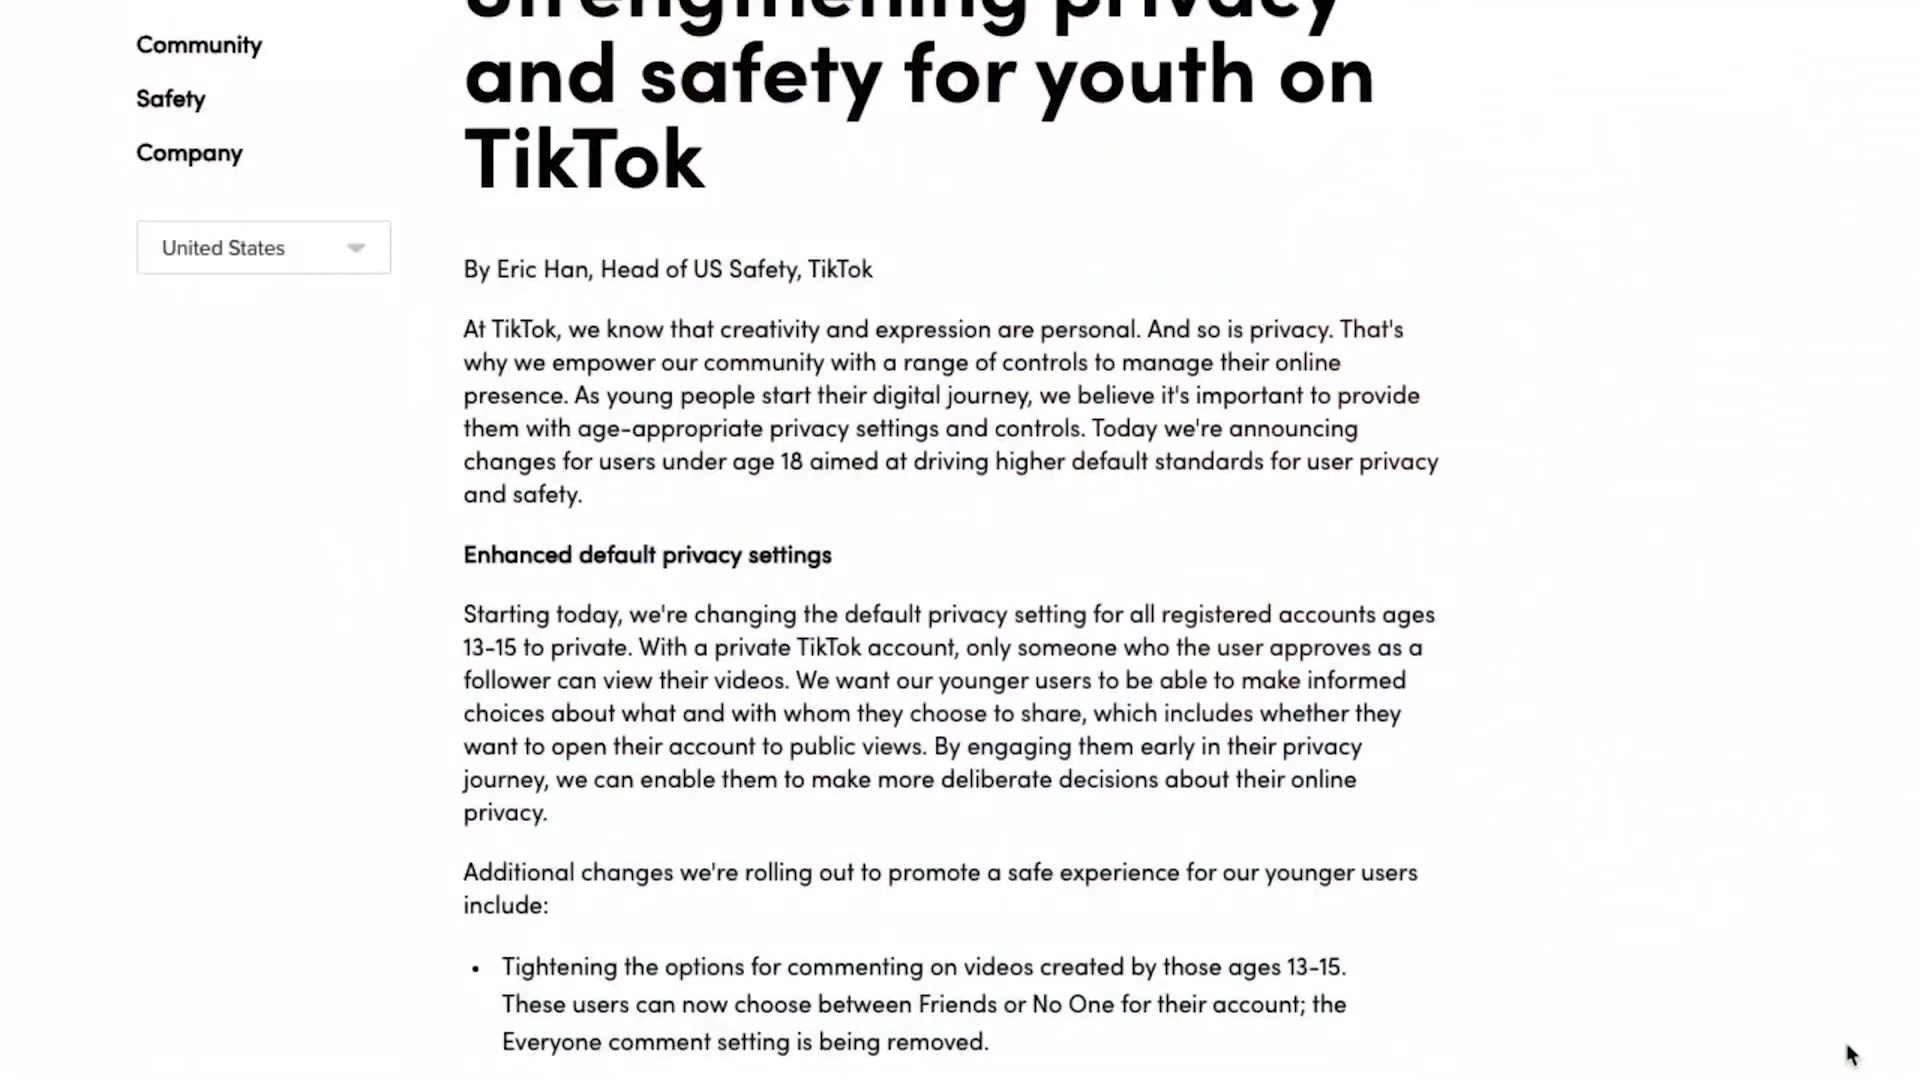 Strengthening privacy
and safety for youth on
TikTok
Community
Safety
Company
United States
By Eric Han, Head of US Safety, TikTok
At TikTok, we know that creativity and expression are personal. And so is privacy. That's
why we empower our community with a range of controls to manage their online
presence. As young people start their digital journey, we believe it's important to provide
them with age-appropriate privacy settings and controls. Today we're announcing
changes for users under age 18 aimed at driving higher default standards for user privacy
and safety.
Enhanced default privacy settings
Starting today, we're changing the default privacy setting for all registered accounts ages
13-15 to private. With a private TikTok account, only someone who the user approves as a
follower can view their videos. We want our younger users to be able to make informed
choices about what and with whom they choose to share, which includes whether they
want to open their account to public views. By engaging them early in their privacy
journey, we can enable them to make more deliberate decisions about their online
privacy.
Additional changes we're rolling out to promote a safe experience for our younger users
include:
• Tightening the options for commenting on videos created by those ages 13-15.
These users can now choose between Friends or No One for their account; the
Everyone comment setting is being removed.